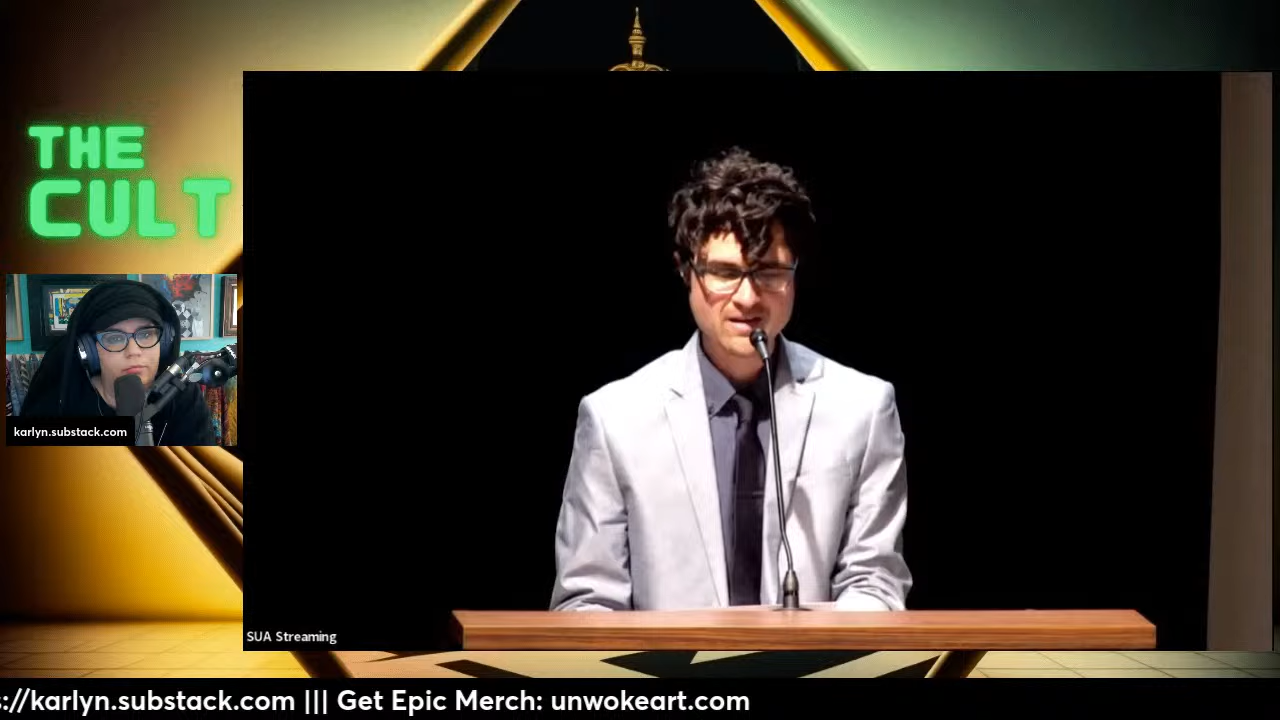 THE
CULT
karlyn.substack.com
SUA Streaming
s://karlyn.substack.com ||| Get Epic Merch: unwokeart.com